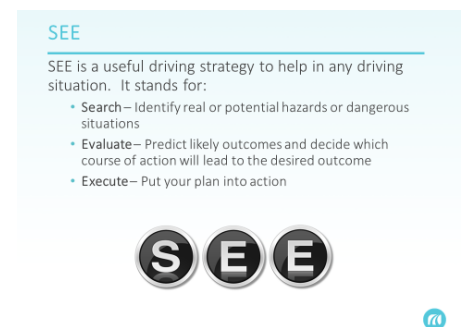 SEE
SEE is a useful driving strategy to help in any driving
situation.  It stands for:
• Search – Identify real or potential hazards or dangerous
situations
• Evaluate – Predict likely outcomes and decide which
course of action will lead to the desired outcome
• Execute – Put your plan into action
S E E